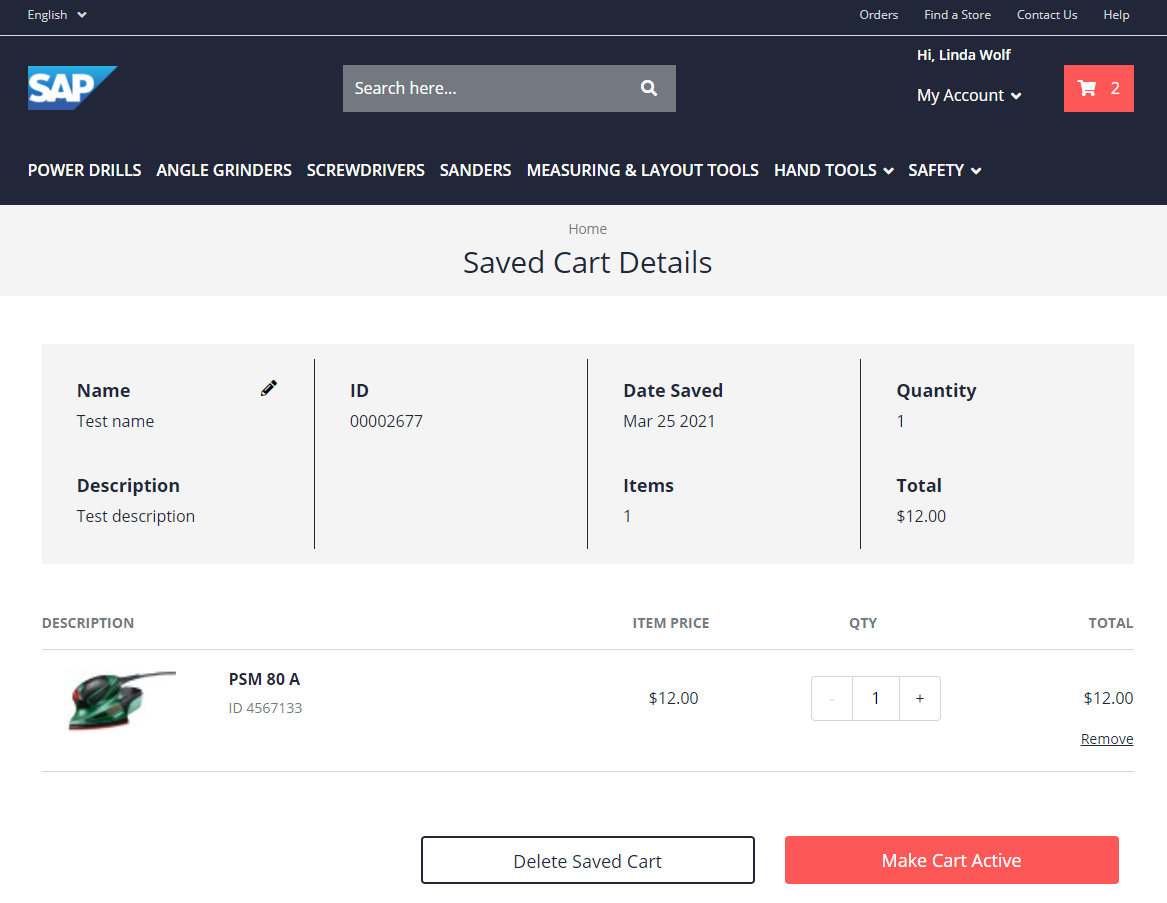 English
Orders Find a Store Contact Us Help
Hi, Linda Wolf
SAP Search here... My Account 2
POWER DRILLS ANGLE GRINDERS SCREWDRIVERS SANDERS MEASURING & LAYOUT TOOLS HAND TOOLS SAFETY
Home
Saved Cart Details
Name ID Date Saved Quantity
Test name 00002677 Mar 25 2021 1
Description Items Total
Test description 1 $12.00
DESCRIPTION ITEM PRICE QTY TOTAL
PSM 80 A
ID 4567133
$12.00 - 1 + $12.00
Remove
Delete Saved Cart Make Cart Active